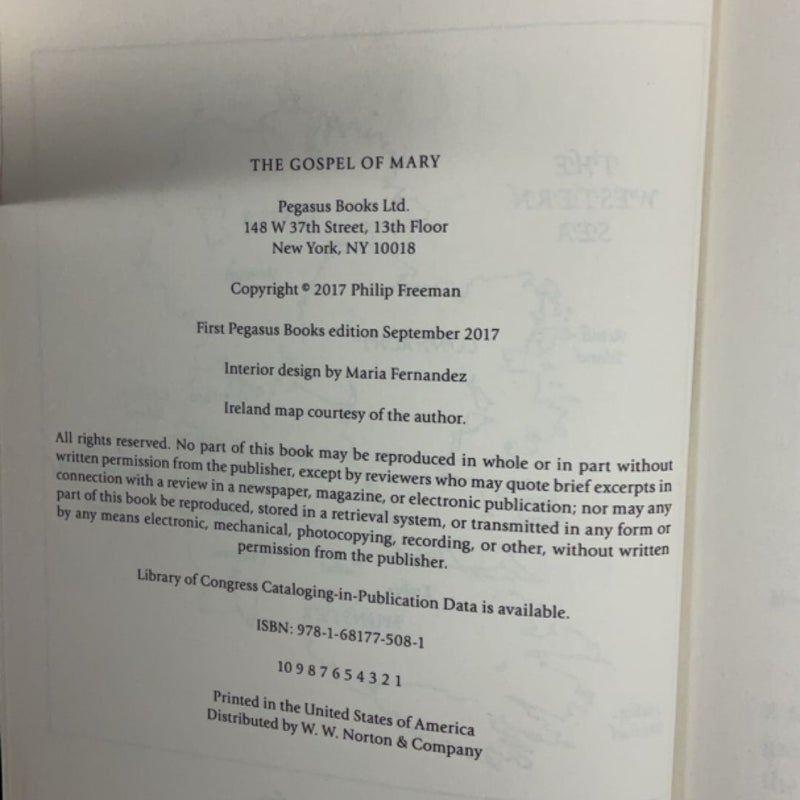 THE GOSPEL OF MARY
Pegasus Books Ltd.
148 W 37th Street, 13th Floor
New York, NY 10018
Copyright © 2017 Philip Freeman
First Pegasus Books edition September 2017
Interior design by Maria Fernandez
Ireland map courtesy of the author.
All rights reserved. No part of this book may be reproduced in whole or in part without
written permission from the publisher, except by reviewers who may quote brief excerpts in
connection with a review in a newspaper, magazine, or electronic publication; nor may any
part of this book be reproduced, stored in a retrieval system, or transmitted in any form or
by any means electronic, mechanical, photocopying, recording, or other, without written
permission from the publisher.
Library of Congress Cataloging-in-Publication Data is available.
ISBN: 978-1-68177-508-1
10 9 8 7 6 5 4 3 2 1
Printed in the United States of America
Distributed by W. W. Norton & Company
THE
WESTERN
SEA